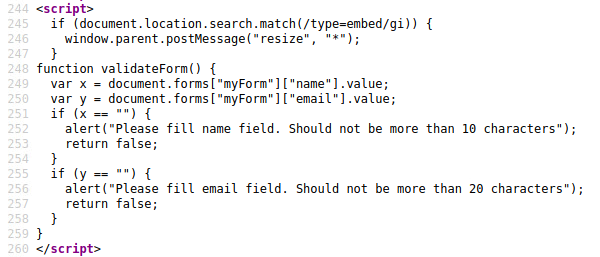 244 <script>
245   if (document.location.search.match(/type=embed/gi)) {
246     window.parent.postMessage("resize", "*");
247   }
248 function validateForm() {
249   var x = document.forms["myForm"]["name"].value;
250   var y = document.forms["myForm"]["email"].value;
251   if (x == "") {
252     alert("Please fill name field. Should not be more than 10 characters");
253     return false;
254   }
255   if (y == "") {
256     alert("Please fill email field. Should not be more than 20 characters");
257     return false;
258   }
259 }
260 </script>